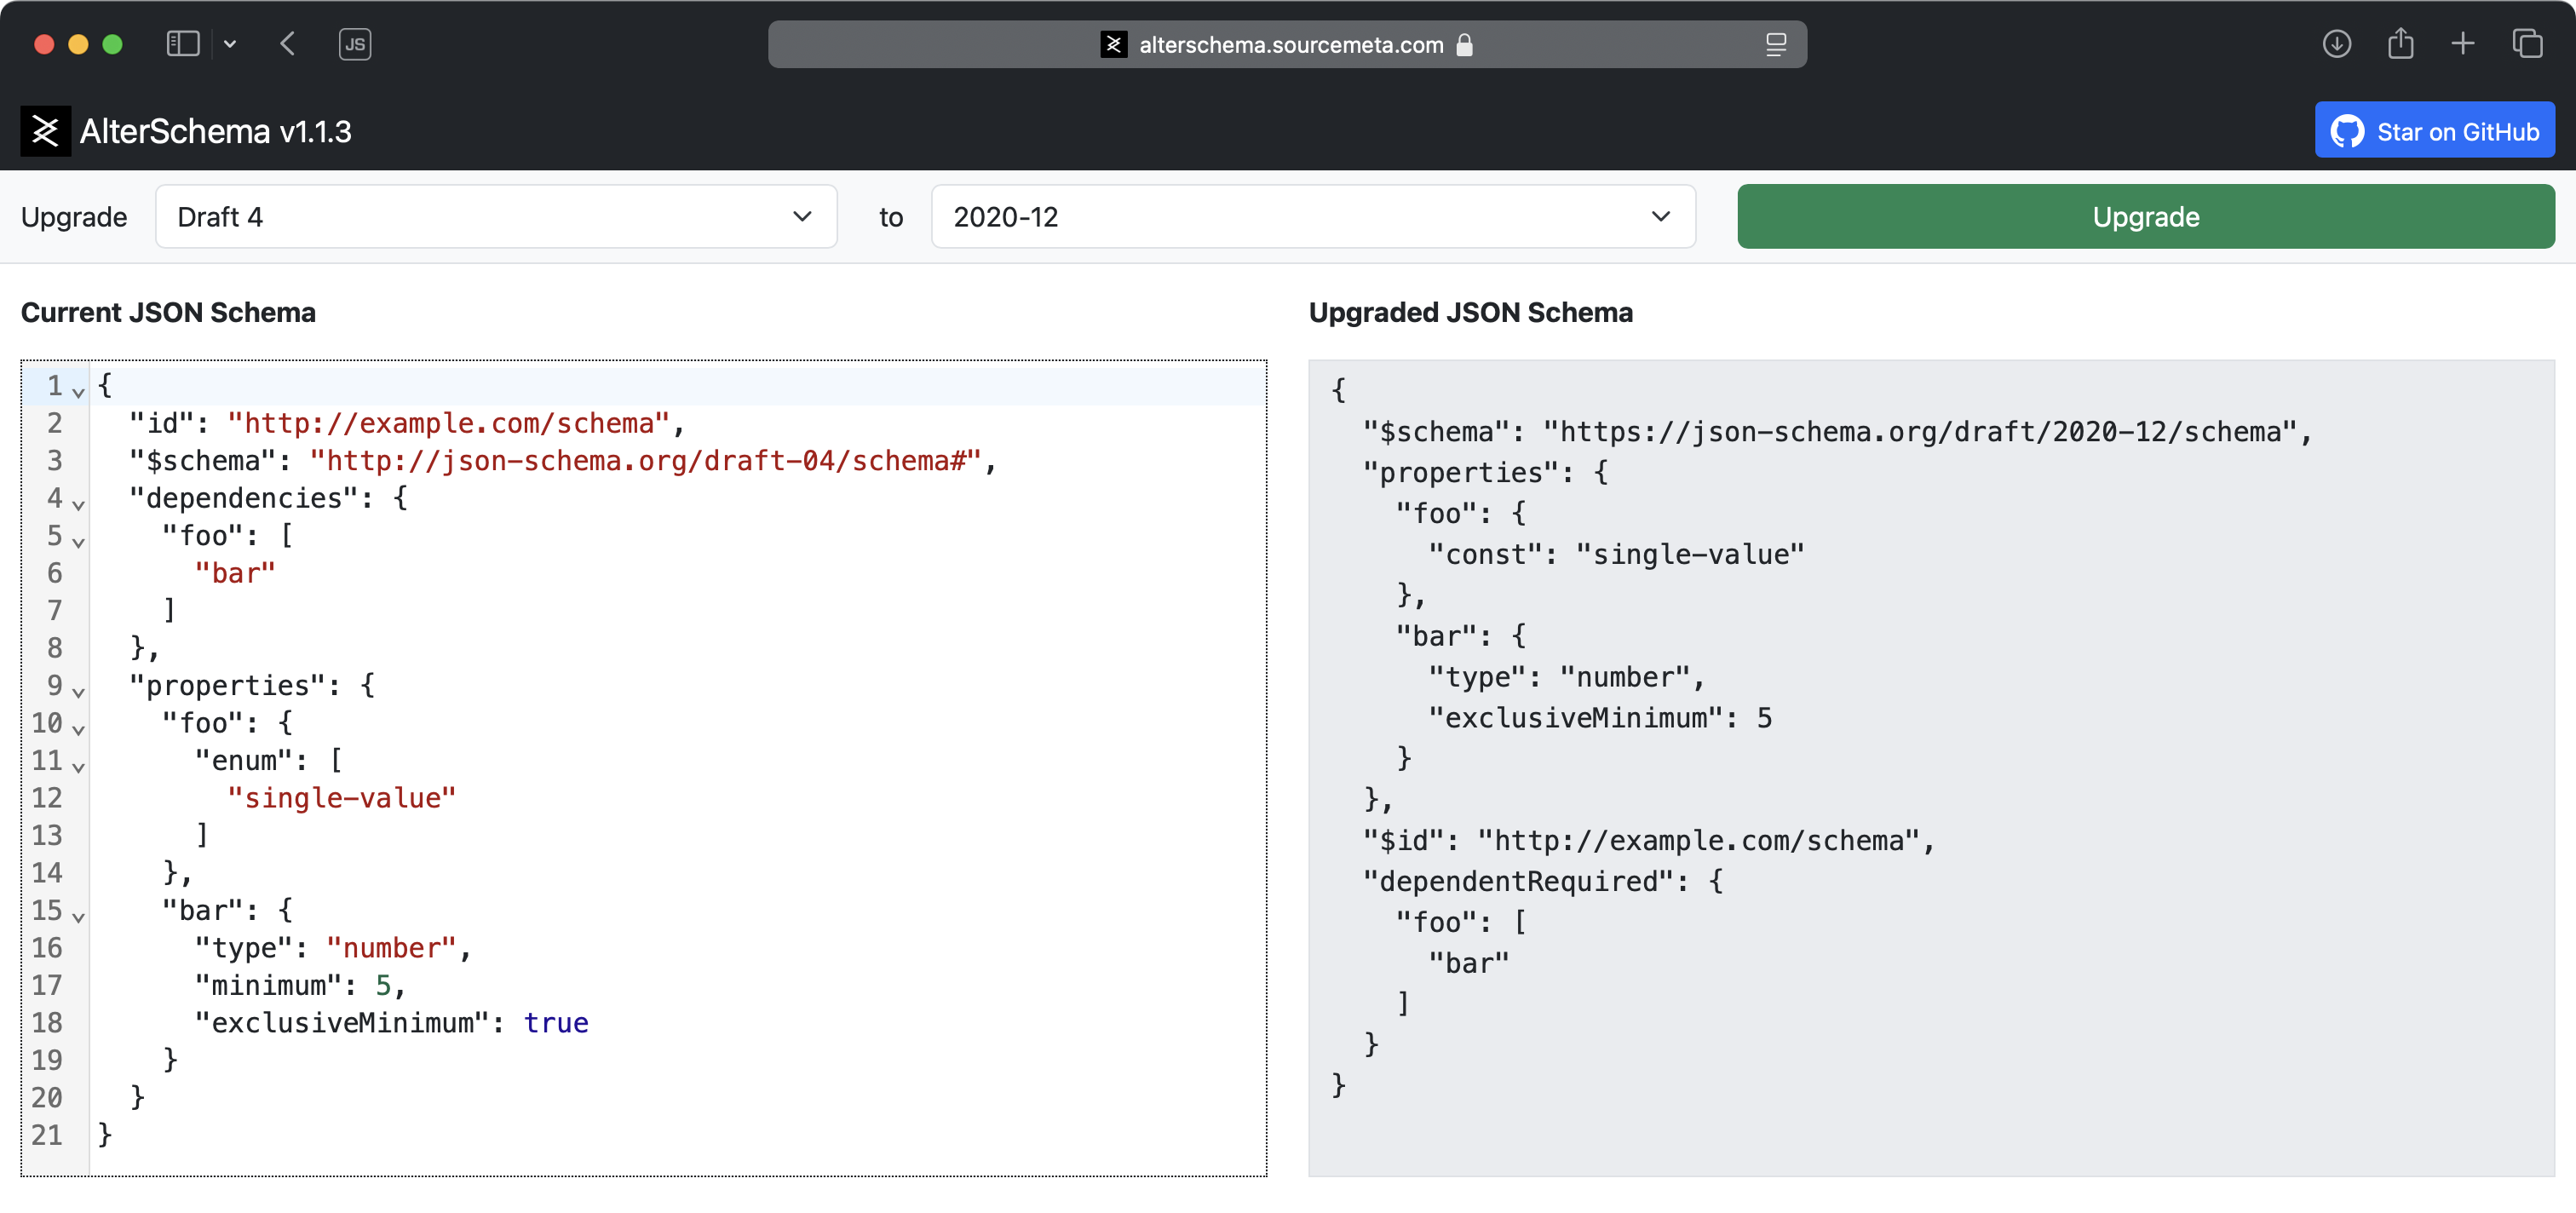 JS
alterschema.sourcemeta.com
AlterSchema v1.1.3
Star on GitHub
Upgrade Draft 4 to 2020-12 Upgrade
Current JSON Schema
1 {
2   "id": "http://example.com/schema",
3   "$schema": "http://json-schema.org/draft-04/schema#",
4   "dependencies": {
5     "foo": [
6       "bar"
7     ]
8   },
9   "properties": {
10     "foo": {
11       "enum": [
12         "single-value"
13       ]
14     },
15     "bar": {
16       "type": "number",
17       "minimum": 5,
18       "exclusiveMinimum": true
19     }
20   }
21 }
Upgraded JSON Schema
{
  "$schema": "https://json-schema.org/draft/2020-12/schema",
  "properties": {
    "foo": {
      "const": "single-value"
    },
    "bar": {
      "type": "number",
      "exclusiveMinimum": 5
    }
  },
  "$id": "http://example.com/schema",
  "dependentRequired": {
    "foo": [
      "bar"
    ]
  }
}